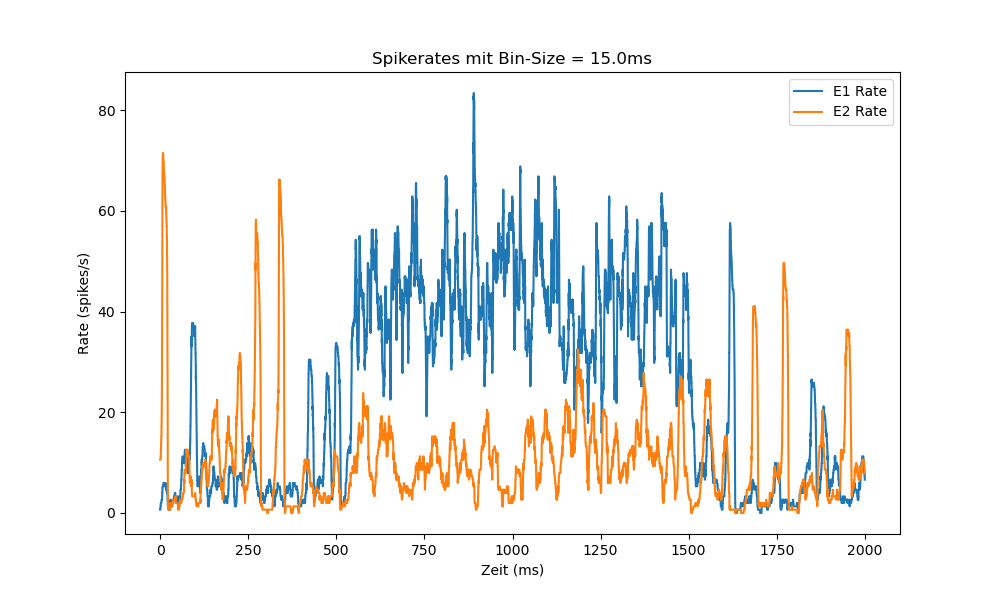 Spikerates mit Bin-Size = 15.0ms
E1 Rate
E2 Rate
Rate (spikes/s)
80
60
40
20
0
0 250 500 750 1000 1250 1500 1750 2000
Zeit (ms)